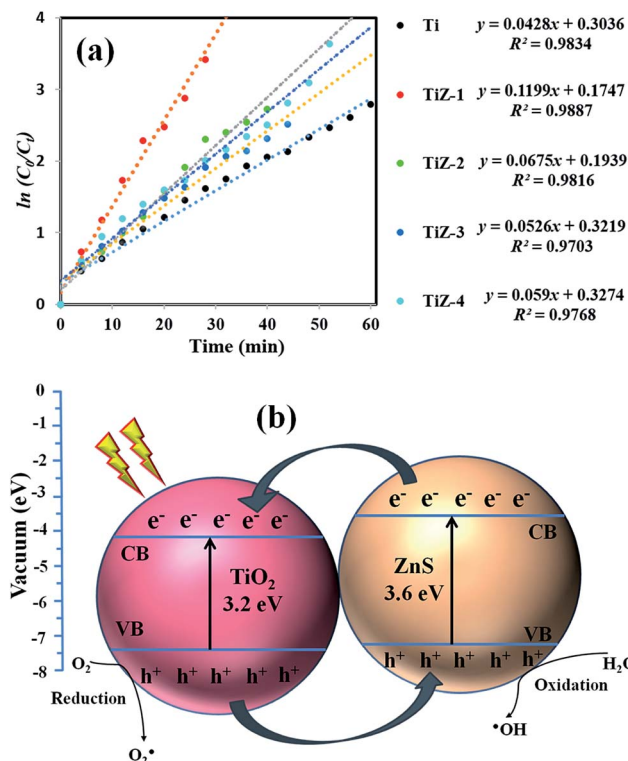 (a)
ln (C₀/Cₜ)
4
3
2
1
0
0 10 20 30 40 50 60
Time (min)
Ti y = 0.0428x + 0.3036
R² = 0.9834
TiZ-1 y = 0.1199x + 0.1747
R² = 0.9887
TiZ-2 y = 0.0675x + 0.1939
R² = 0.9816
TiZ-3 y = 0.0526x + 0.3219
R² = 0.9703
TiZ-4 y = 0.059x + 0.3274
R² = 0.9768
(b)
Vacuum (eV)
0
-1
-2
-3
-4
-5
-6
-7
-8
e⁻ e⁻ e⁻ e⁻ e⁻
CB
TiO₂
3.2 eV
VB
h⁺ h⁺ h⁺ h⁺ h⁺
O₂
Reduction
O₂•
e⁻ e⁻ e⁻ e⁻ e⁻
CB
ZnS
3.6 eV
VB
h⁺ h⁺ h⁺ h⁺ h⁺
H₂O
Oxidation
•OH